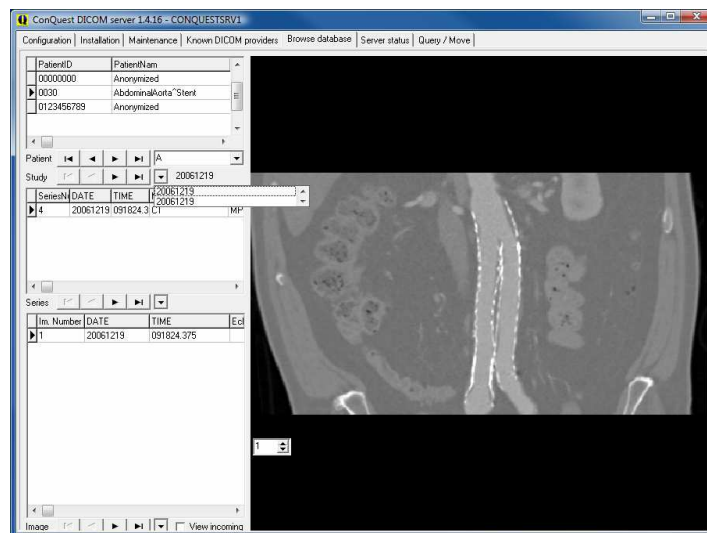 ConQuest DICOM server 1.4.16 - CONQUESTSRV1
Configuration | Installation | Maintenance | Known DICOM providers | Browse database | Server status | Query / Move |
PatientID PatientNam
00000000 Anonymized
0030 AbdominalAorta^Stent
0123456789 Anonymized
Patient A
Study 20061219
20061219
20061219
SeriesN DATE TIME
4 20061219 091824.3 CT MP
Series
Im. Number DATE TIME Ecl
1 20061219 091824.375
1
Image View incoming